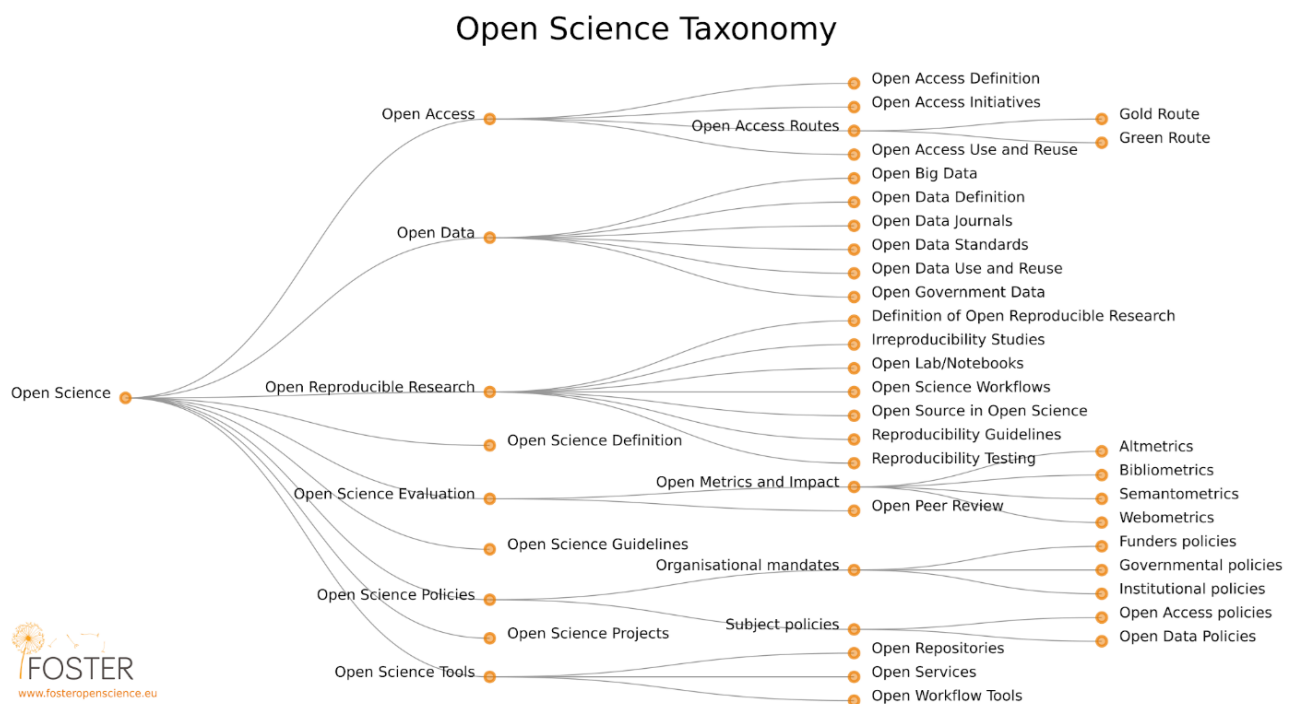 Open Science Taxonomy
Open Science
Open Access
Open Access Definition
Open Access Initiatives
Open Access Routes
Gold Route
Green Route
Open Access Use and Reuse
Open Data
Open Big Data
Open Data Definition
Open Data Journals
Open Data Standards
Open Data Use and Reuse
Open Government Data
Open Reproducible Research
Definition of Open Reproducible Research
Irreproducibility Studies
Open Lab/Notebooks
Open Science Workflows
Open Source in Open Science
Reproducibility Guidelines
Reproducibility Testing
Open Science Definition
Open Science Evaluation
Open Metrics and Impact
Altmetrics
Bibliometrics
Semantometrics
Webometrics
Open Peer Review
Open Science Guidelines
Open Science Policies
Organisational mandates
Funders policies
Governmental policies
Institutional policies
Subject policies
Open Access policies
Open Data Policies
Open Science Projects
Open Science Tools
Open Repositories
Open Services
Open Workflow Tools
FOSTER
www.fosteropenscience.eu